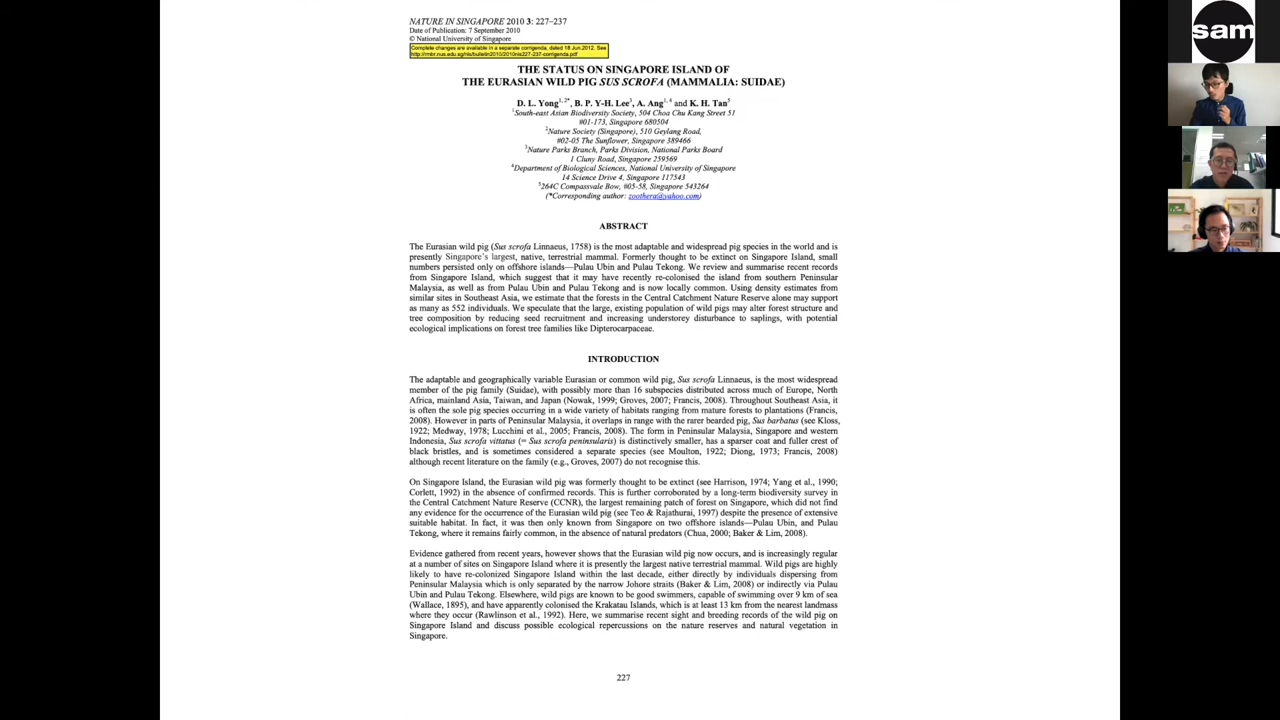 NATURE IN SINGAPORE 2010 3: 227–237
Date of Publication: 7 September 2010
© National University of Singapore
Complete changes are available in a separate corrigenda, dated 18 Jun.2012. See
http://rmbr.nus.edu.sg/nis/bulletin2010/2010nis227-237-corrigenda.pdf
THE STATUS ON SINGAPORE ISLAND OF
THE EURASIAN WILD PIG SUS SCROFA (MAMMALIA: SUIDAE)
D. L. Yong1, 2*, B. P. Y-H. Lee3, A. Ang1, 4 and K. H. Tan5
1South-east Asian Biodiversity Society, 504 Choa Chu Kang Street 51
#01-173, Singapore 680504
2Nature Society (Singapore), 510 Geylang Road,
#02-05 The Sunflower, Singapore 389466
3Nature Parks Branch, Parks Division, National Parks Board
1 Cluny Road, Singapore 259569
4Department of Biological Sciences, National University of Singapore
14 Science Drive 4, Singapore 117543
5264C Compassvale Bow, #05-58, Singapore 543264
(*Corresponding author: zoothera@yahoo.com)
ABSTRACT
The Eurasian wild pig (Sus scrofa Linnaeus, 1758) is the most adaptable and widespread pig species in the world and is
presently Singapore's largest, native, terrestrial mammal. Formerly thought to be extinct on Singapore Island, small
numbers persisted only on offshore islands—Pulau Ubin and Pulau Tekong. We review and summarise recent records
from Singapore Island, which suggest that it may have recently re-colonised the island from southern Peninsular
Malaysia, as well as from Pulau Ubin and Pulau Tekong and is now locally common. Using density estimates from
similar sites in Southeast Asia, we estimate that the forests in the Central Catchment Nature Reserve alone may support
as many as 552 individuals. We speculate that the large, existing population of wild pigs may alter forest structure and
tree composition by reducing seed recruitment and increasing understorey disturbance to saplings, with potential
ecological implications on forest tree families like Dipterocarpaceae.
INTRODUCTION
The adaptable and geographically variable Eurasian or common wild pig, Sus scrofa Linnaeus, is the most widespread
member of the pig family (Suidae), with possibly more than 16 subspecies distributed across much of Europe, North
Africa, mainland Asia, Taiwan, and Japan (Nowak, 1999; Groves, 2007; Francis, 2008). Throughout Southeast Asia, it
is often the sole pig species occurring in a wide variety of habitats ranging from mature forests to plantations (Francis,
2008). However in parts of Peninsular Malaysia, it overlaps in range with the rarer bearded pig, Sus barbatus (see Kloss,
1922; Medway, 1978; Lucchini et al., 2005; Francis, 2008). The form in Peninsular Malaysia, Singapore and western
Indonesia, Sus scrofa vittatus (= Sus scrofa peninsularis) is distinctively smaller, has a sparser coat and fuller crest of
black bristles, and is sometimes considered a separate species (see Moulton, 1922; Diong, 1973; Francis, 2008)
although recent literature on the family (e.g., Groves, 2007) do not recognise this.
On Singapore Island, the Eurasian wild pig was formerly thought to be extinct (see Harrison, 1974; Yang et al., 1990;
Corlett, 1992) in the absence of confirmed records. This is further corroborated by a long-term biodiversity survey in
the Central Catchment Nature Reserve (CCNR), the largest remaining patch of forest on Singapore, which did not find
any evidence for the occurrence of the Eurasian wild pig (see Teo & Rajathurai, 1997) despite the presence of extensive
suitable habitat. In fact, it was then only known from Singapore on two offshore islands—Pulau Ubin, and Pulau
Tekong, where it remains fairly common, in the absence of natural predators (Chua, 2000; Baker & Lim, 2008).
Evidence gathered from recent years, however shows that the Eurasian wild pig now occurs, and is increasingly regular
at a number of sites on Singapore Island where it is presently the largest native terrestrial mammal. Wild pigs are highly
likely to have re-colonized Singapore Island within the last decade, either directly by individuals dispersing from
Peninsular Malaysia which is only separated by the narrow Johore straits (Baker & Lim, 2008) or indirectly via Pulau
Ubin and Pulau Tekong. Elsewhere, wild pigs are known to be good swimmers, capable of swimming over 9 km of sea
(Wallace, 1895), and have apparently colonised the Krakatau Islands, which is at least 13 km from the nearest landmass
where they occur (Rawlinson et al., 1992). Here, we summarise recent sight and breeding records of the wild pig on
Singapore Island and discuss possible ecological repercussions on the nature reserves and natural vegetation in
Singapore.
227
sam